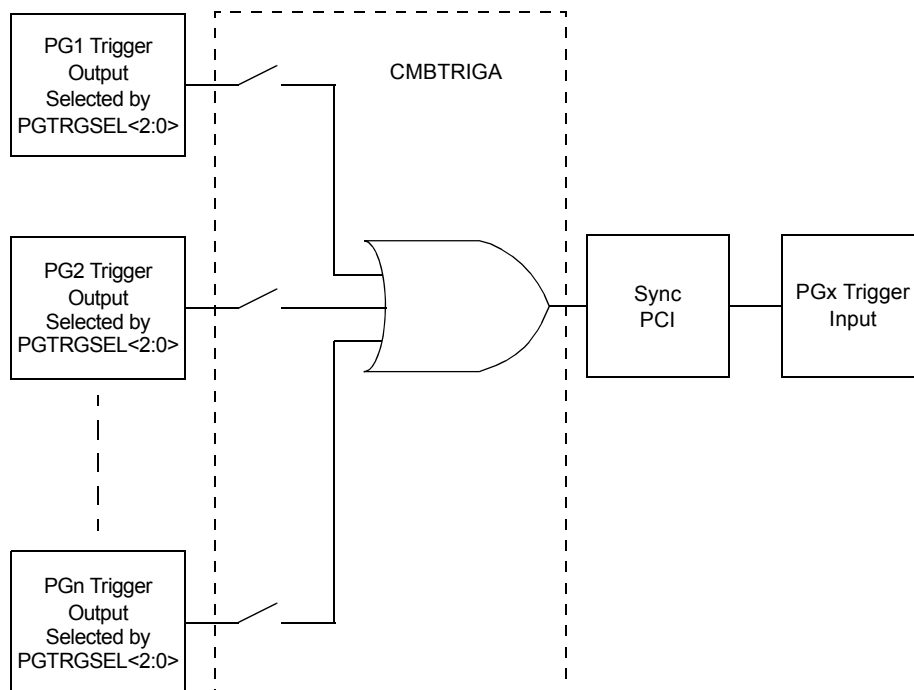 PG1 Trigger
Output
Selected by
PGTRGSEL<2:0>
CMBTRIGA
PG2 Trigger
Output
Selected by
PGTRGSEL<2:0>
Sync
PCI
PGx Trigger
Input
PGn Trigger
Output
Selected by
PGTRGSEL<2:0>